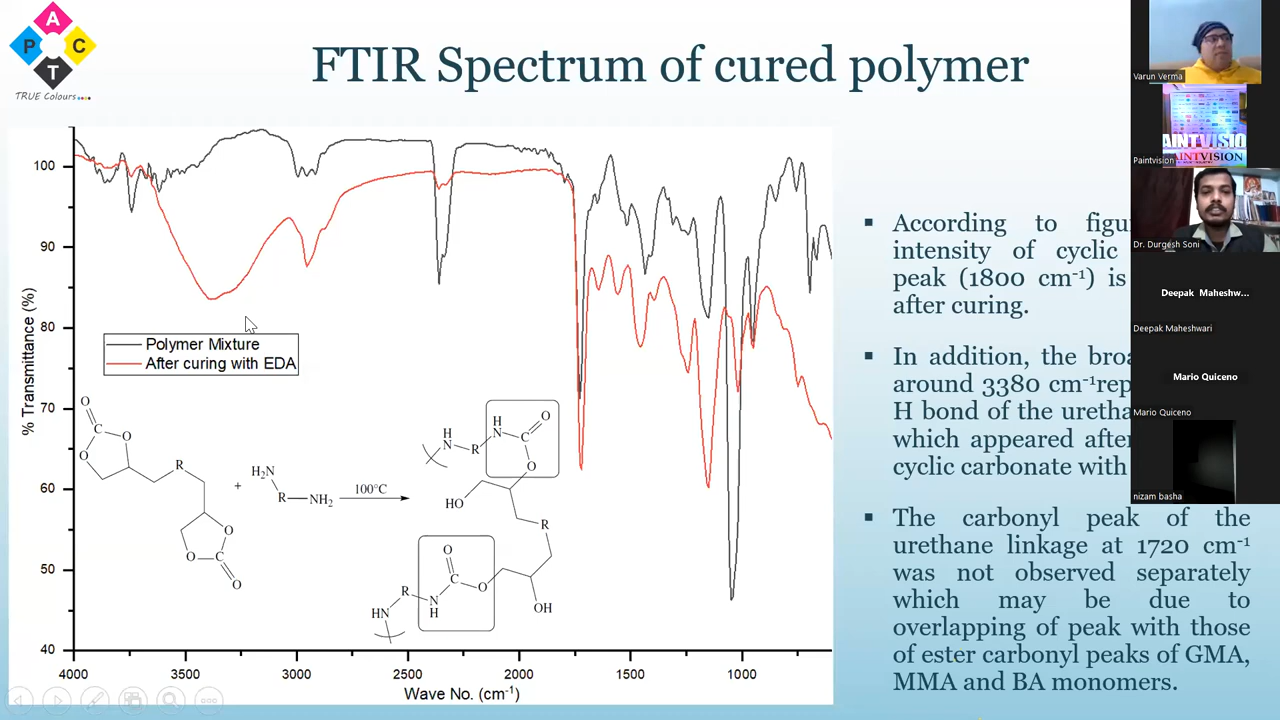 A
P
C
T
TRUE Colours
FTIR Spectrum of cured polymer
Varun Verma
AINTVISIO
PAINTVISION
Paintvision
Dr. Durgesh Soni
Deepak Maheshw...
Deepak Maheshwari
Mario Quiceno
Mario Quiceno
nizam basha
% Transmittance (%)
100
90
80
70
60
50
40
Polymer Mixture
After curing with EDA
O
C
O
O
R
O
O
C
O
+
H₂N
R
NH₂
100°C
H
N
R
H
N
C
O
O
HO
R
O
C
O
R
N
H
HN
OH
4000
3500
3000
2500
2000
1500
1000
Wave No. (cm⁻¹)
▪ According to figu
intensity of cyclic
peak (1800 cm⁻¹) is
after curing.
▪ In addition, the bro
around 3380 cm⁻¹rep
H bond of the uretha
which appeared after
cyclic carbonate with
▪ The carbonyl peak of the
urethane linkage at 1720 cm⁻¹
was not observed separately
which may be due to
overlapping of peak with those
of ester carbonyl peaks of GMA,
MMA and BA monomers.